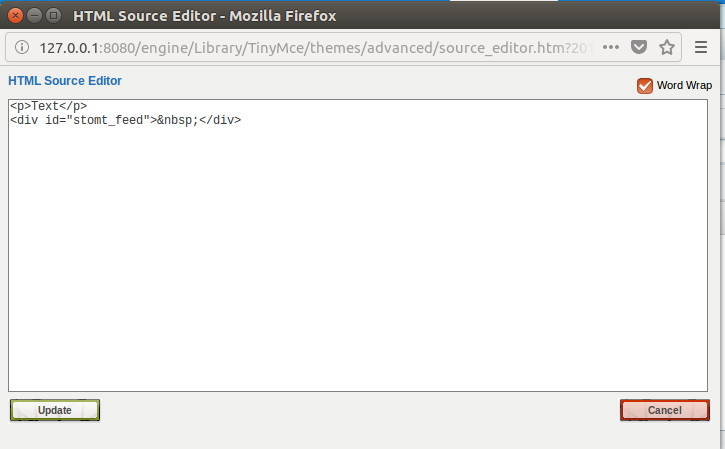 HTML Source Editor - Mozilla Firefox
127.0.0.1:8080/engine/Library/TinyMce/themes/advanced/source_editor.htm?201
HTML Source Editor
Word Wrap
<p>Text</p>
<div id="stomt_feed">&nbsp;</div>
Update
Cancel